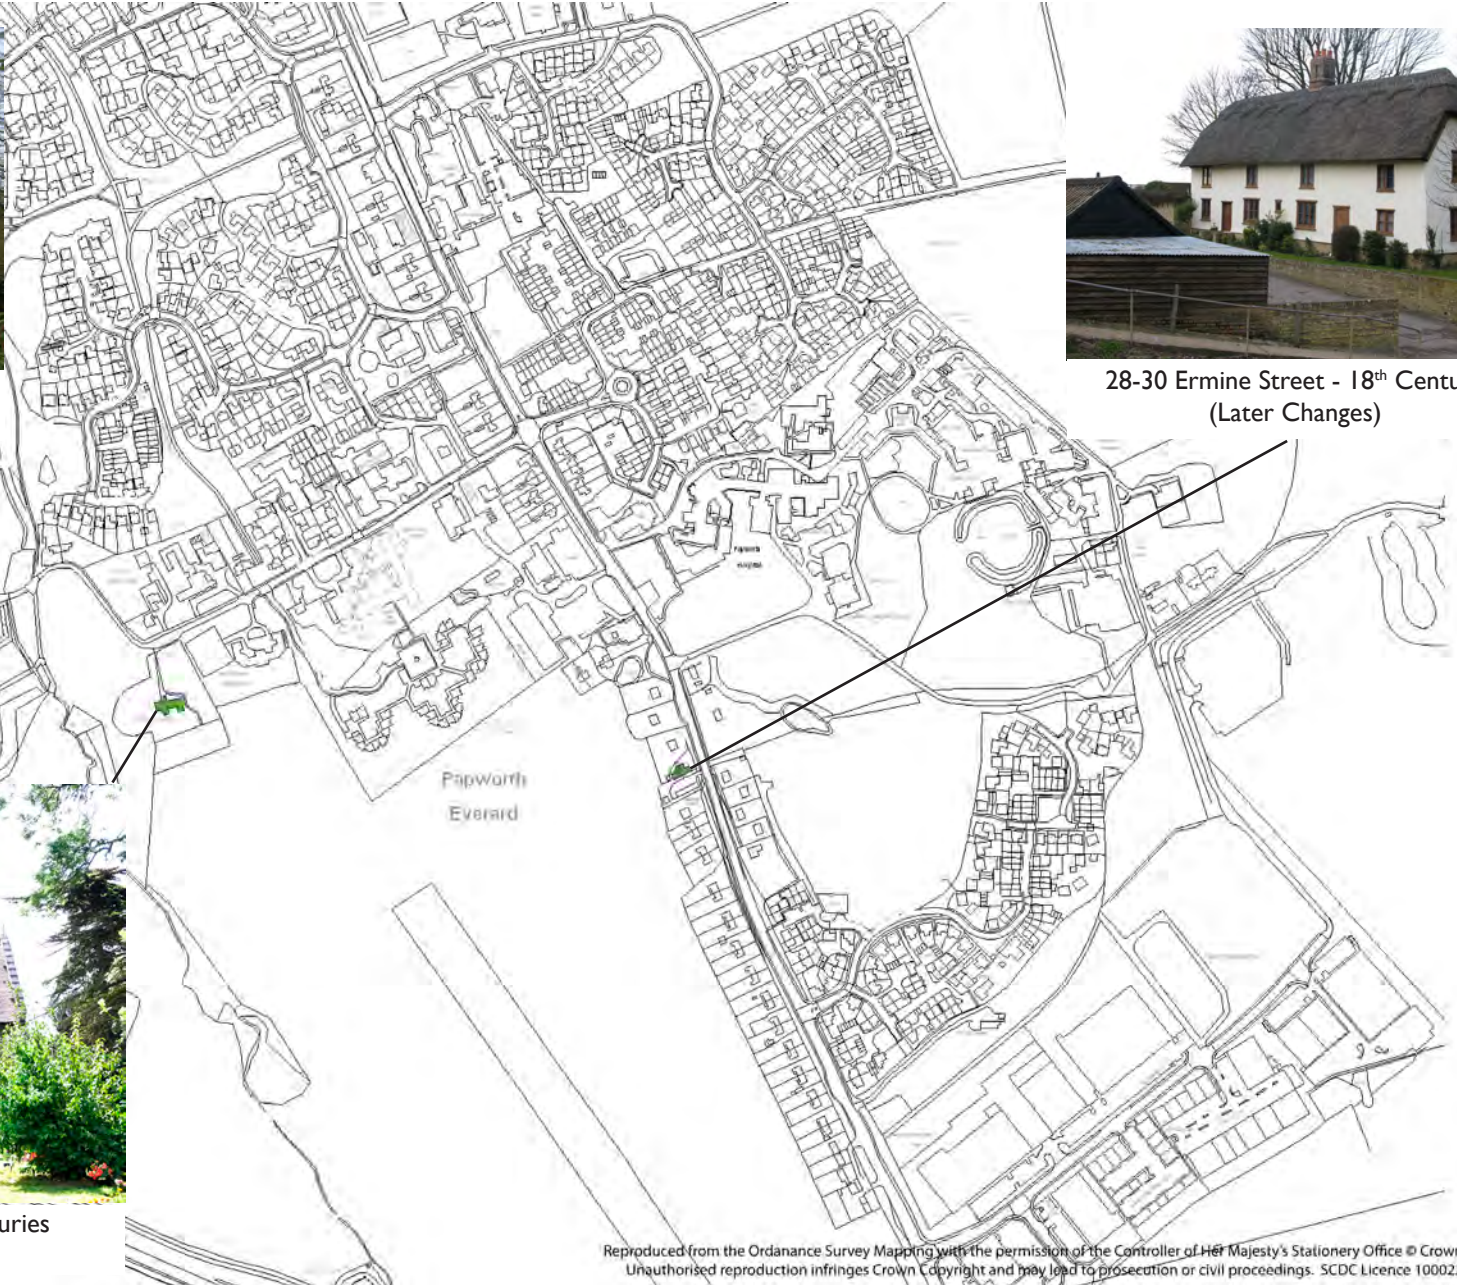 28-30 Ermine Street - 18th Centu
(Later Changes)
Papworth
Everard
uries
Reproduced from the Ordanance Survey Mapping with the permission of the Controller of Her Majesty's Stationery Office © Crow
Unauthorised reproduction infringes Crown Copyright and may lead to prosecution or civil proceedings. SCDC Licence 10002